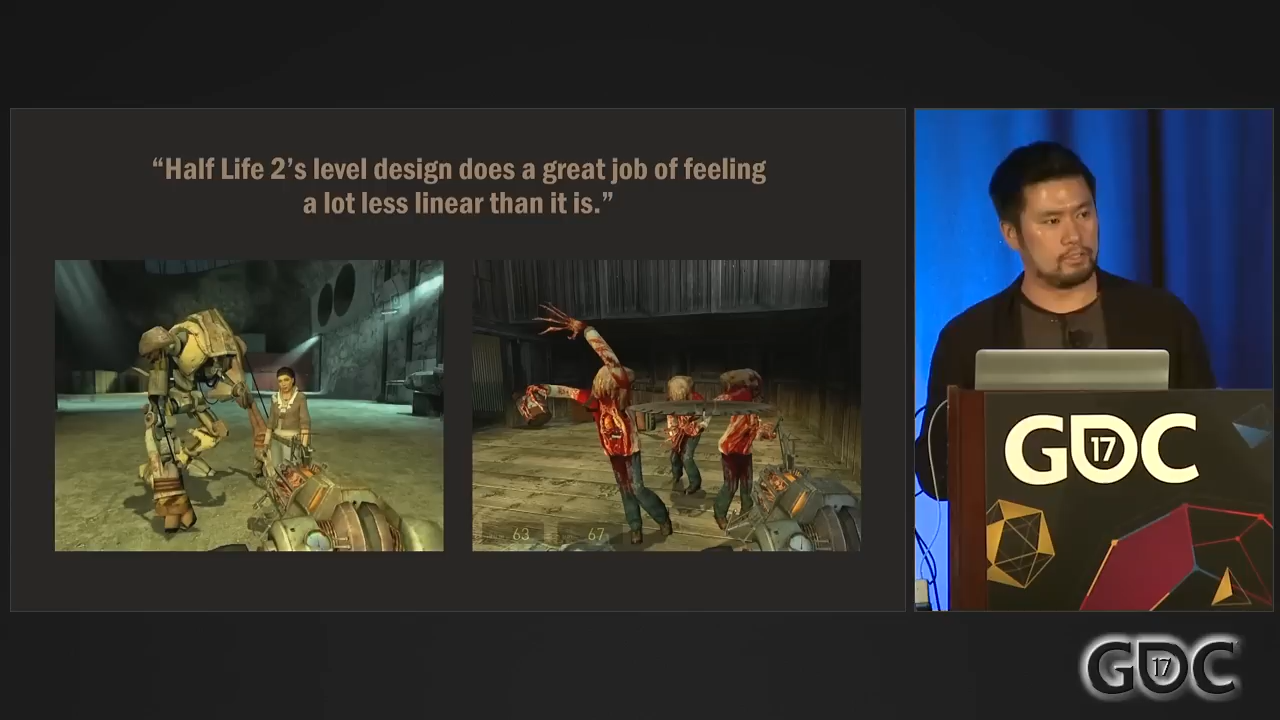 “Half Life 2’s level design does a great job of feeling
a lot less linear than it is.”
63
67
GDC
17
GDC
17